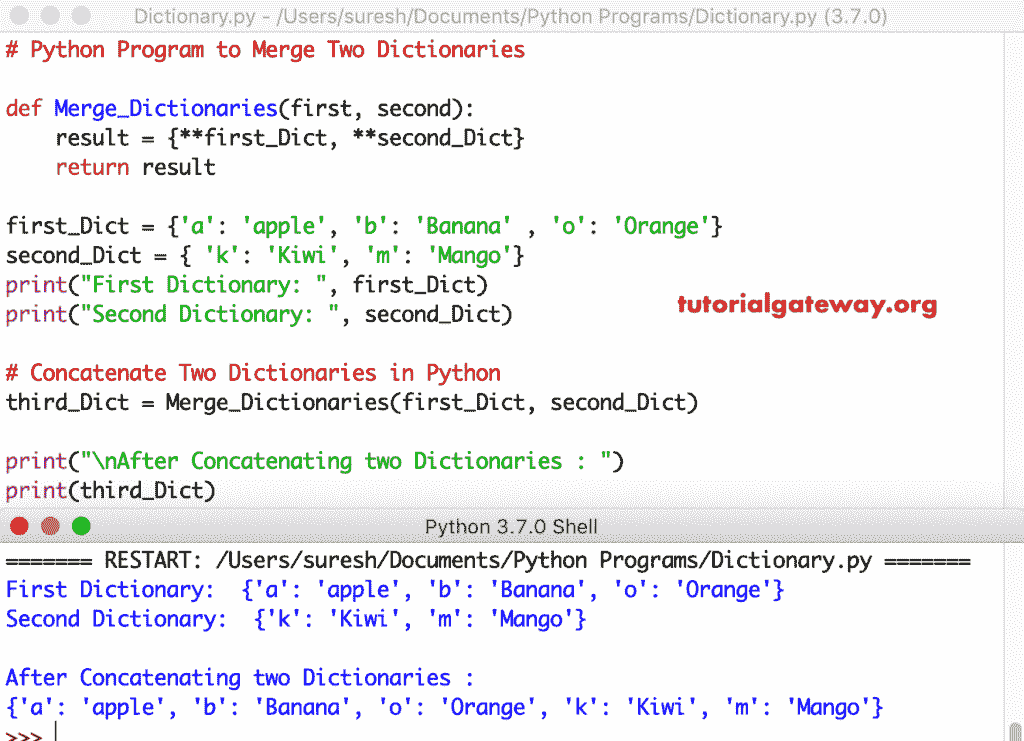 Dictionary.py - /Users/suresh/Documents/Python Programs/Dictionary.py (3.7.0)
# Python Program to Merge Two Dictionaries
def Merge_Dictionaries(first, second):
    result = {**first_Dict, **second_Dict}
    return result
first_Dict = {'a': 'apple', 'b': 'Banana' , 'o': 'Orange'}
second_Dict = { 'k': 'Kiwi', 'm': 'Mango'}
print("First Dictionary: ", first_Dict)
tutorialgateway.org
print("Second Dictionary: ", second_Dict)
# Concatenate Two Dictionaries in Python
third_Dict = Merge_Dictionaries(first_Dict, second_Dict)
print("\nAfter Concatenating two Dictionaries : ")
print(third_Dict)
Python 3.7.0 Shell
======= RESTART: /Users/suresh/Documents/Python Programs/Dictionary.py =======
First Dictionary:  {'a': 'apple', 'b': 'Banana', 'o': 'Orange'}
Second Dictionary:  {'k': 'Kiwi', 'm': 'Mango'}
After Concatenating two Dictionaries :
{'a': 'apple', 'b': 'Banana', 'o': 'Orange', 'k': 'Kiwi', 'm': 'Mango'}
>>>